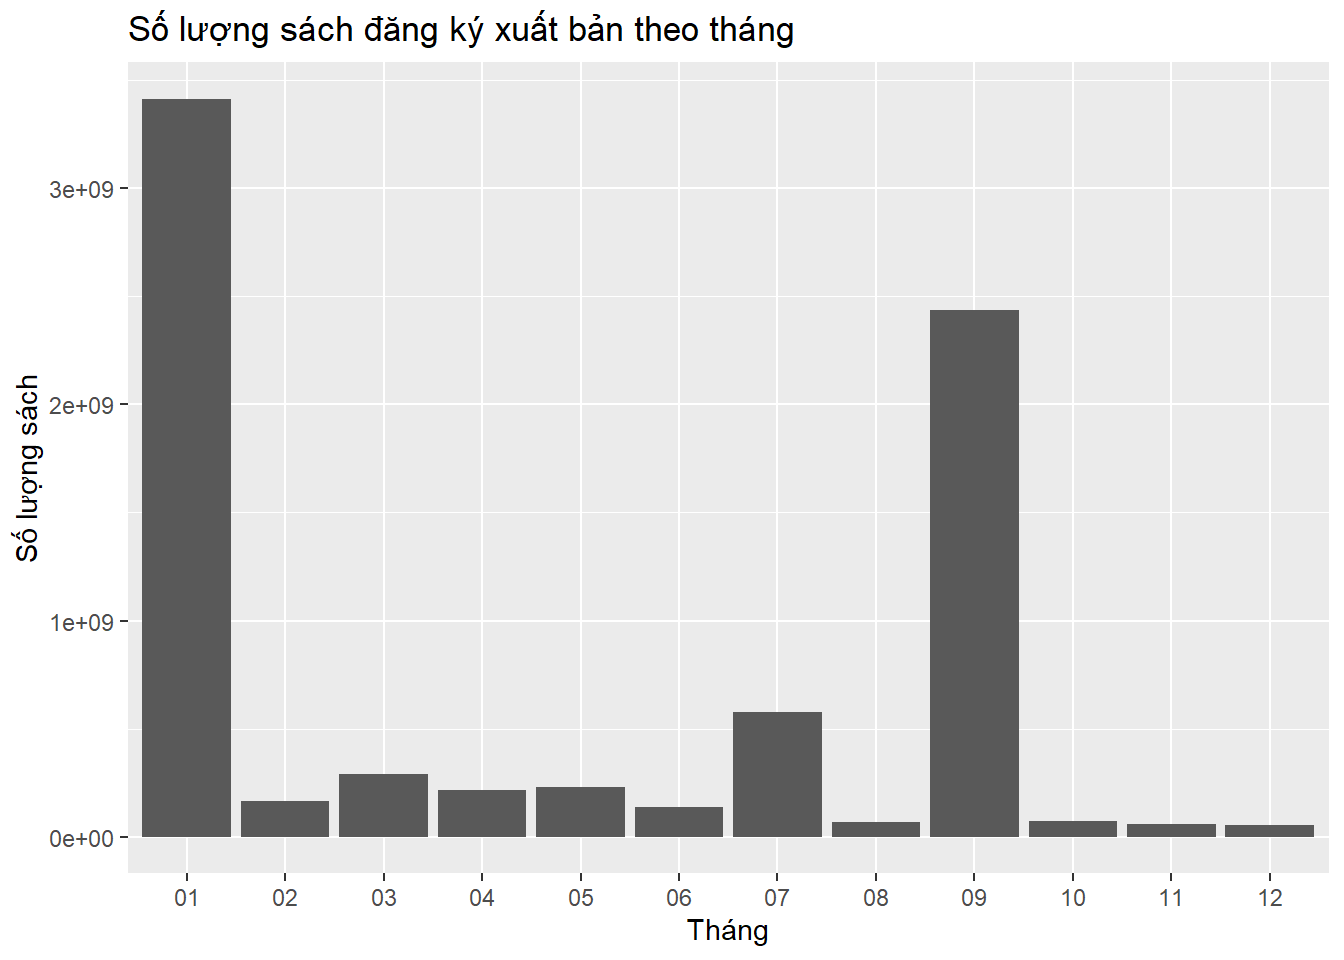 Số lượng sách đăng ký xuất bản theo tháng
Số lượng sách
3e+09
2e+09
1e+09
0e+00
01 02 03 04 05 06 07 08 09 10 11 12
Tháng